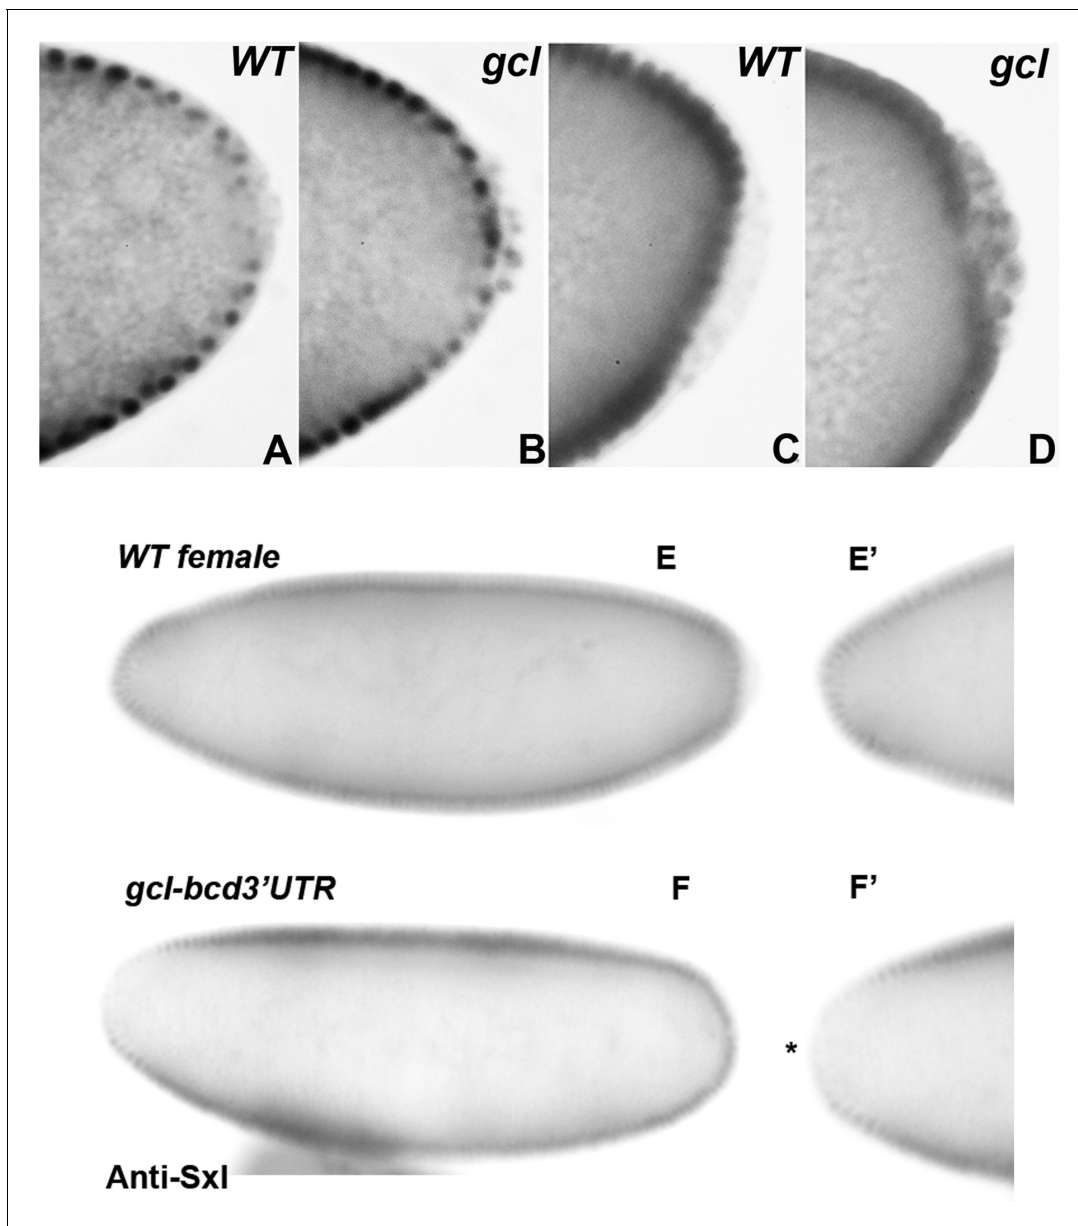 WT gcl WT gcl
A B C D
WT female E E’
gcl-bcd3’UTR F F’
*
Anti-Sxl